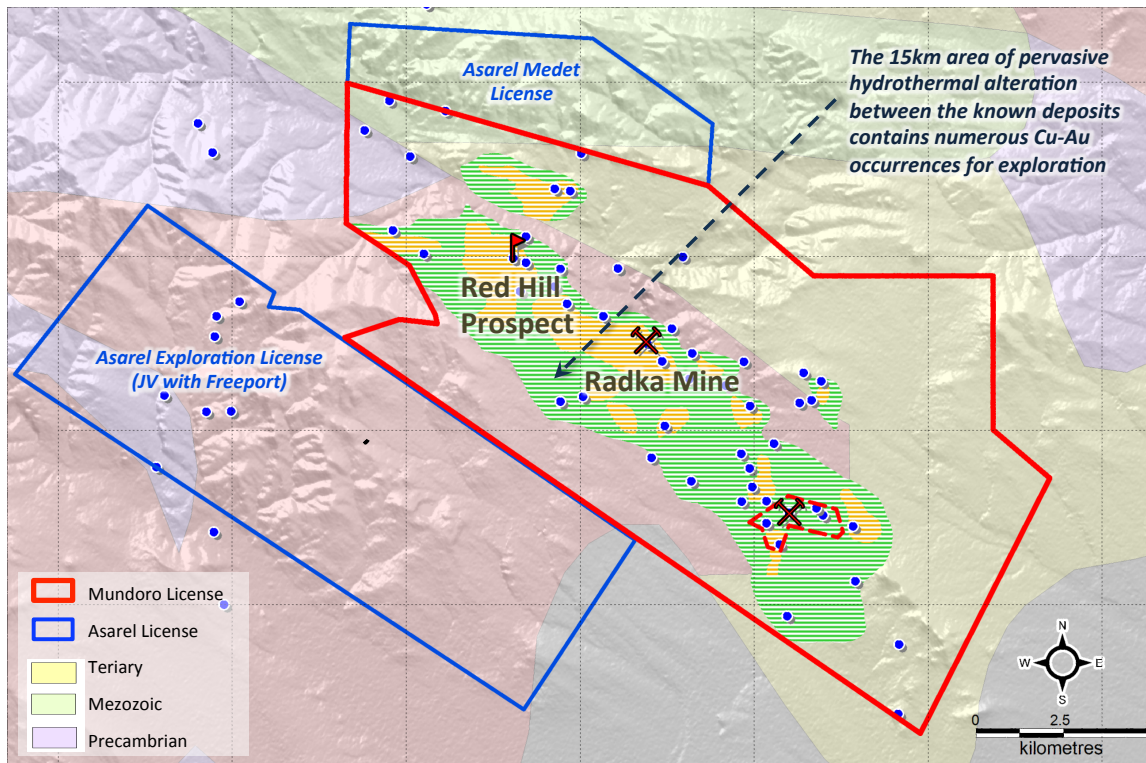 Asarel Medet
License
The 15km area of pervasive
hydrothermal alteration
between the known deposits
contains numerous Cu-Au
occurrences for exploration
Red Hill
Prospect
Radka Mine
Asarel Exploration License
(JV with Freeport)
Mundoro License
Asarel License
Teriary
Mezozoic
Precambrian
N
W E
S
0 2.5
kilometres